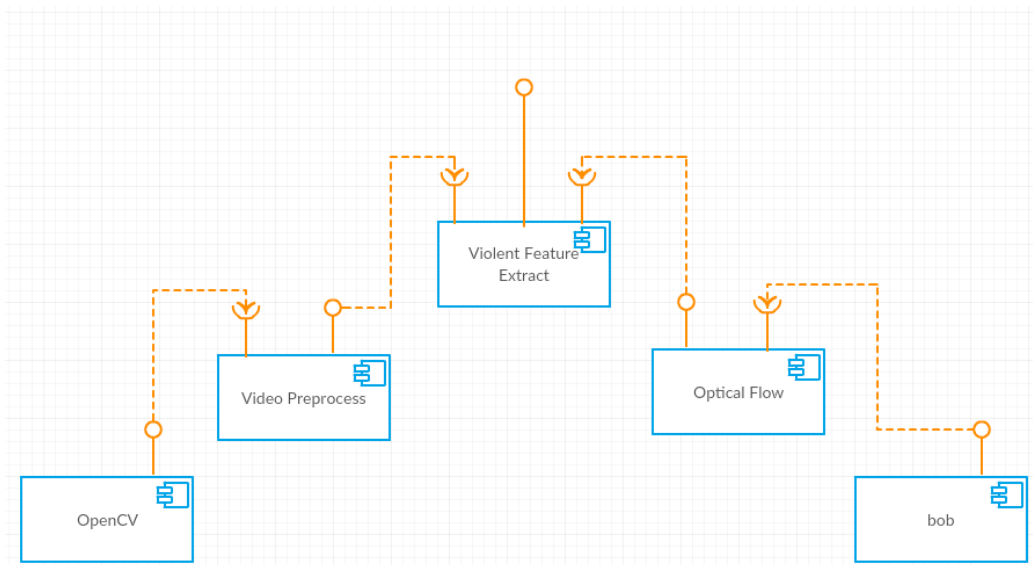 Violent Feature
Extract
Video Preprocess
Optical Flow
OpenCV
bob